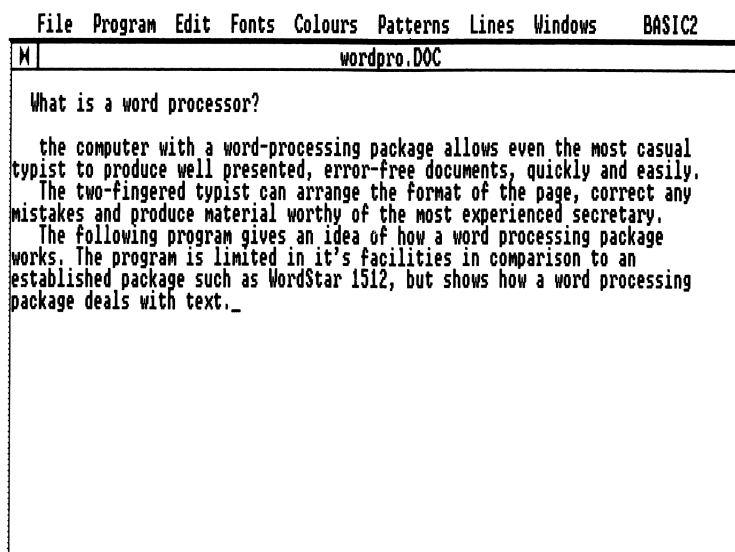 File Program Edit Fonts Colours Patterns Lines Windows BASIC2
wordpro.DOC
What is a word processor?
the computer with a word-processing package allows even the most casual
typist to produce well presented, error-free documents, quickly and easily.
The two-fingered typist can arrange the format of the page, correct any
mistakes and produce material worthy of the most experienced secretary.
The following program gives an idea of how a word processing package
works. The program is limited in it's facilities in comparison to an
established package such as WordStar 1512, but shows how a word processing
package deals with text._